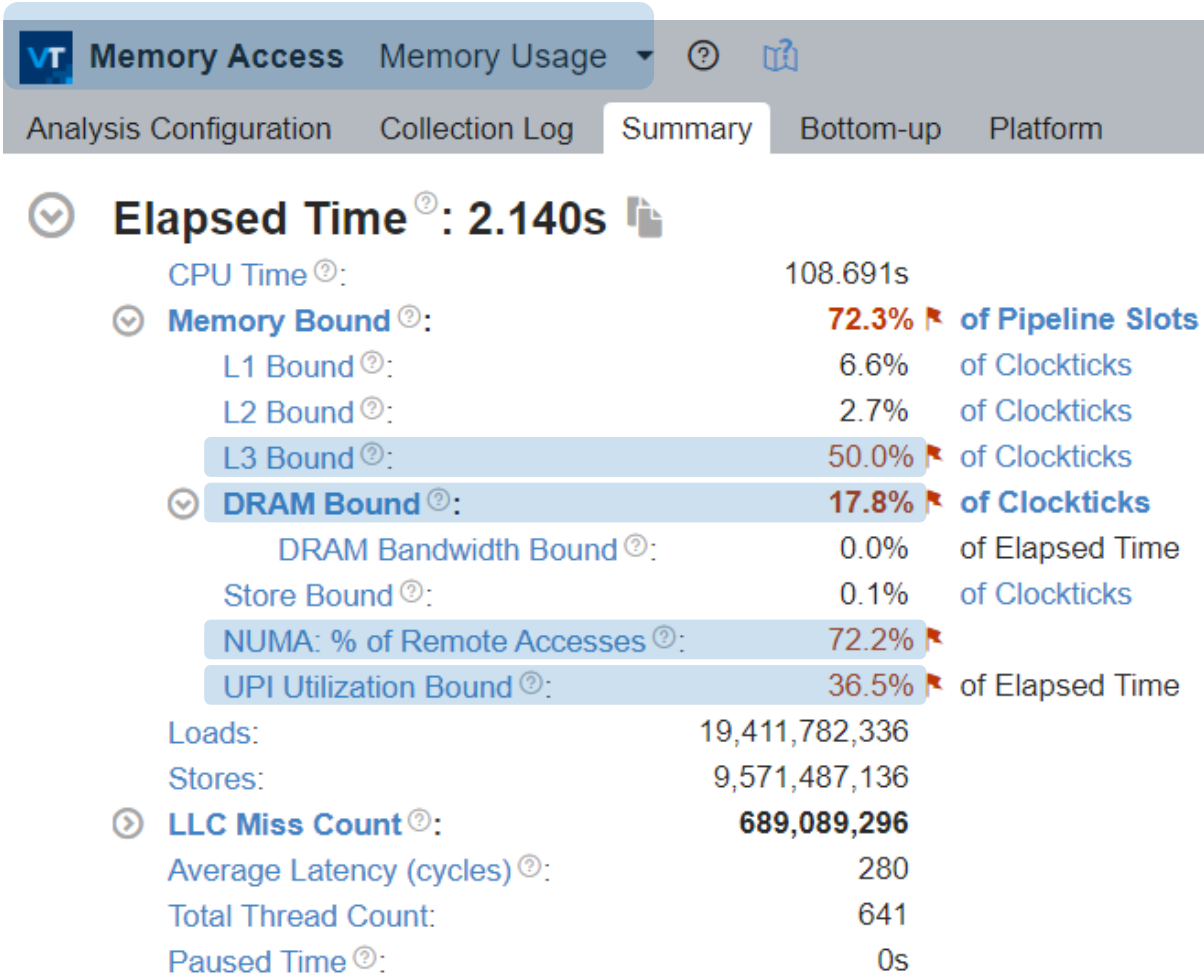 VT Memory Access Memory Usage ?
Analysis Configuration Collection Log Summary Bottom-up Platform
Elapsed Time ?: 2.140s
CPU Time ?: 108.691s
Memory Bound ?: 72.3% of Pipeline Slots
L1 Bound ?: 6.6% of Clockticks
L2 Bound ?: 2.7% of Clockticks
L3 Bound ?: 50.0% of Clockticks
DRAM Bound ?: 17.8% of Clockticks
DRAM Bandwidth Bound ?: 0.0% of Elapsed Time
Store Bound ?: 0.1% of Clockticks
NUMA: % of Remote Accesses ?: 72.2%
UPI Utilization Bound ?: 36.5% of Elapsed Time
Loads: 19,411,782,336
Stores: 9,571,487,136
LLC Miss Count ?: 689,089,296
Average Latency (cycles) ?: 280
Total Thread Count: 641
Paused Time ?: 0s